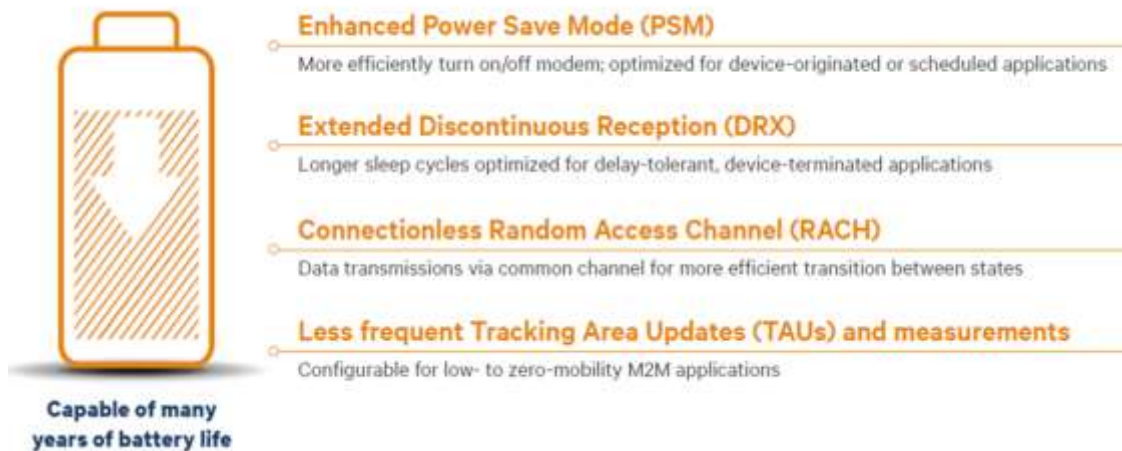 Enhanced Power Save Mode (PSM)
More efficiently turn on/off modem; optimized for device-originated or scheduled applications
Extended Discontinuous Reception (DRX)
Longer sleep cycles optimized for delay-tolerant, device-terminated applications
Connectionless Random Access Channel (RACH)
Data transmissions via common channel for more efficient transition between states
Less frequent Tracking Area Updates (TAUs) and measurements
Configurable for low- to zero-mobility M2M applications
Capable of many
years of battery life